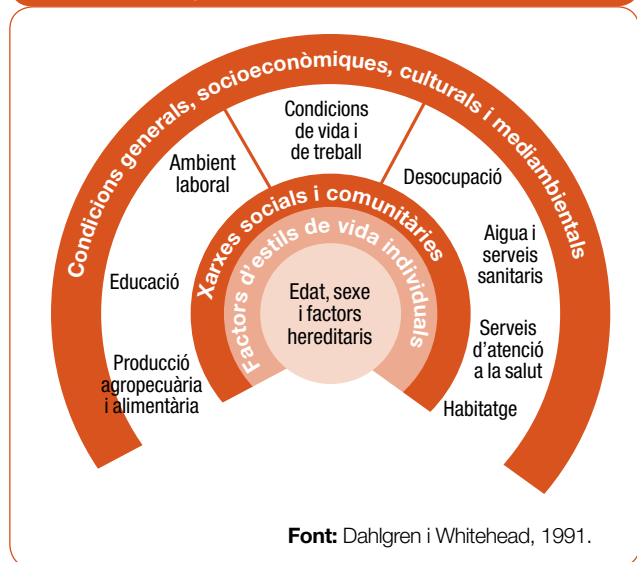 Condicions generals, socioeconòmiques, culturals i mediambientals
Condicions
de vida i
de treball
Ambient
laboral
Desocupació
Xarxes socials i comunitàries
Factors d'estils de vida individuals
Educació
Aigua i
serveis
sanitaris
Edat, sexe
i factors
hereditaris
Serveis
d'atenció
a la salut
Producció
agropecuària
i alimentària
Habitatge
Font: Dahlgren i Whitehead, 1991.